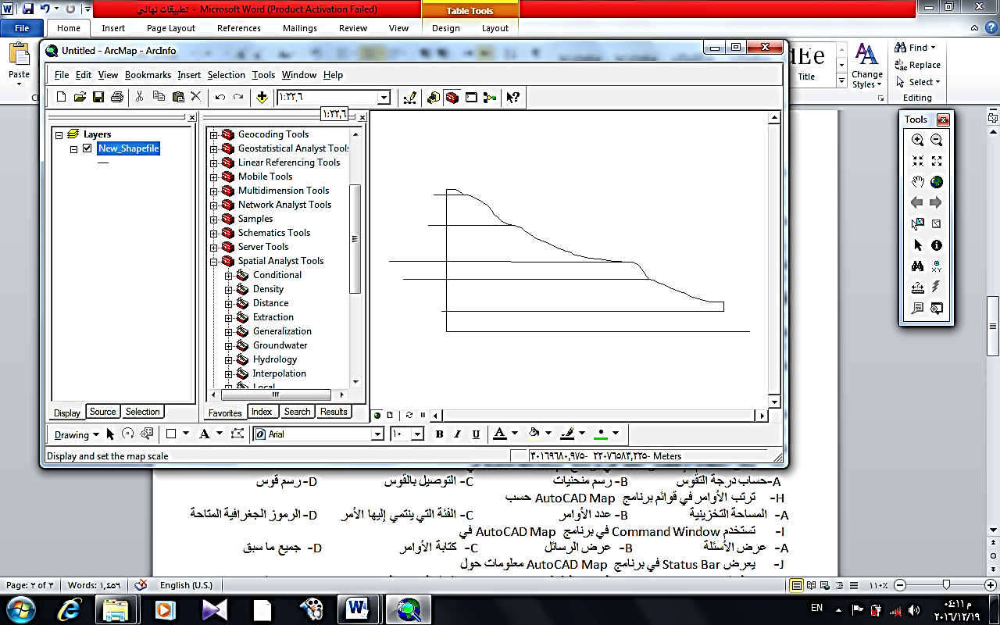 تطبيقات نهائي - Microsoft Word (Product Activation Failed)
Table Tools
File Home Insert Page Layout References Mailings Review View Design Layout
Paste
Title
Change Styles
Find
Replace
Select
Editing
Untitled - ArcMap - ArcInfo
File Edit View Bookmarks Insert Selection Tools Window Help
١:٢٢,٦
١:٢٢,٦
Layers
New_Shapefile
Display Source Selection
Geocoding Tools
Geostatistical Analyst Tools
Linear Referencing Tools
Mobile Tools
Multidimension Tools
Network Analyst Tools
Samples
Schematics Tools
Server Tools
Spatial Analyst Tools
Conditional
Density
Distance
Extraction
Generalization
Groundwater
Hydrology
Interpolation
Local
Favorites Index Search Results
Tools
XY
Drawing A Arial ١٠ B I U A
Display and set the map scale
٣٠١٦٩٦٨٠,٩٧٥- ٢٢٠٧٦٥٨٣,٢٢٥- Meters
A-حساب درجة التقوس B- رسم منحنيات C- التوصيل بالقوس D- رسم قوس
H- ترتب الأوامر في قوائم برنامج AutoCAD Map حسب
A- المساحة التخزينية B- عدد الأوامر C- الفئة التي ينتمي إليها الأمر D- الرموز الجغرافية المتاحة
I- تستخدم Command Window في برنامج AutoCAD Map في
A- عرض الأسئلة B- عرض الرسائل C- كتابة الأوامر D- جميع ما سبق
J- يعرض Status Bar في برنامج AutoCAD Map معلومات حول
Page: ٢ of ٣ Words: ١,٤٥٦ English (U.S.) ١١٠٪
EN
٠٤:١١ م
٢٠١٦/١٢/١٩